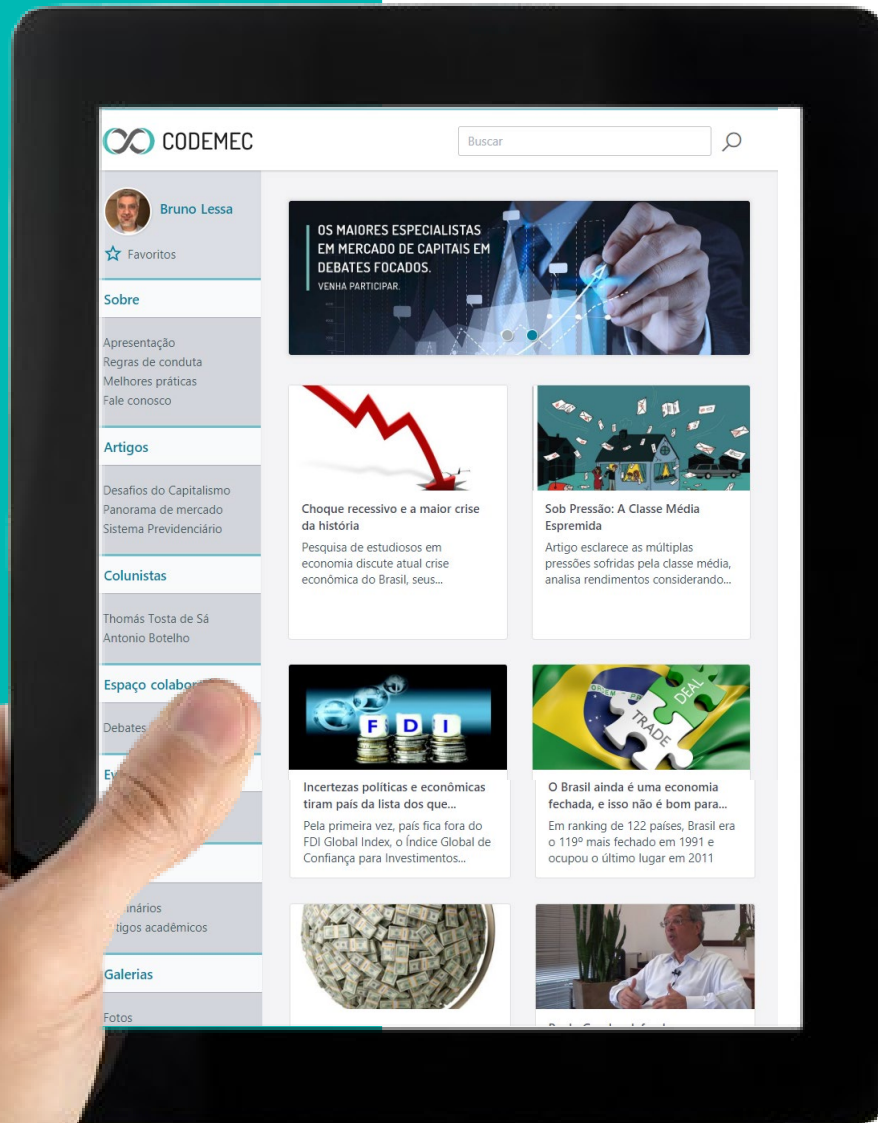 CODEMEC
Buscar
Bruno Lessa
Favoritos
Sobre
Apresentação
Regras de conduta
Melhores práticas
Fale conosco
Artigos
Desafios do Capitalismo
Panorama de mercado
Sistema Previdenciário
Colunistas
Thomás Tosta de Sá
Antonio Botelho
Espaço
Debates
artigos acadêmicos
Galerias
Fotos
OS MAIORES ESPECIALISTAS
EM MERCADO DE CAPITAIS EM
DEBATES FOCADOS.
VENHA PARTICIPAR.
Choque recessivo e a maior crise
da história
Pesquisa de estudiosos em
economia discute atual crise
econômica do Brasil, seus...
Sob Pressão: A Classe Média
Espremida
Artigo esclarece as múltiplas
pressões sofridas pela classe média,
analisa rendimentos considerando...
F D I
Incertezas políticas e econômicas
tiram país da lista dos que...
Pela primeira vez, país fica fora do
FDI Global Index, o Índice Global de
Confiança para Investimentos...
TRADE
DEAL
O Brasil ainda é uma economia
fechada, e isso não é bom para...
Em ranking de 122 países, Brasil era
o 119º mais fechado em 1991 e
ocupou o último lugar em 2011